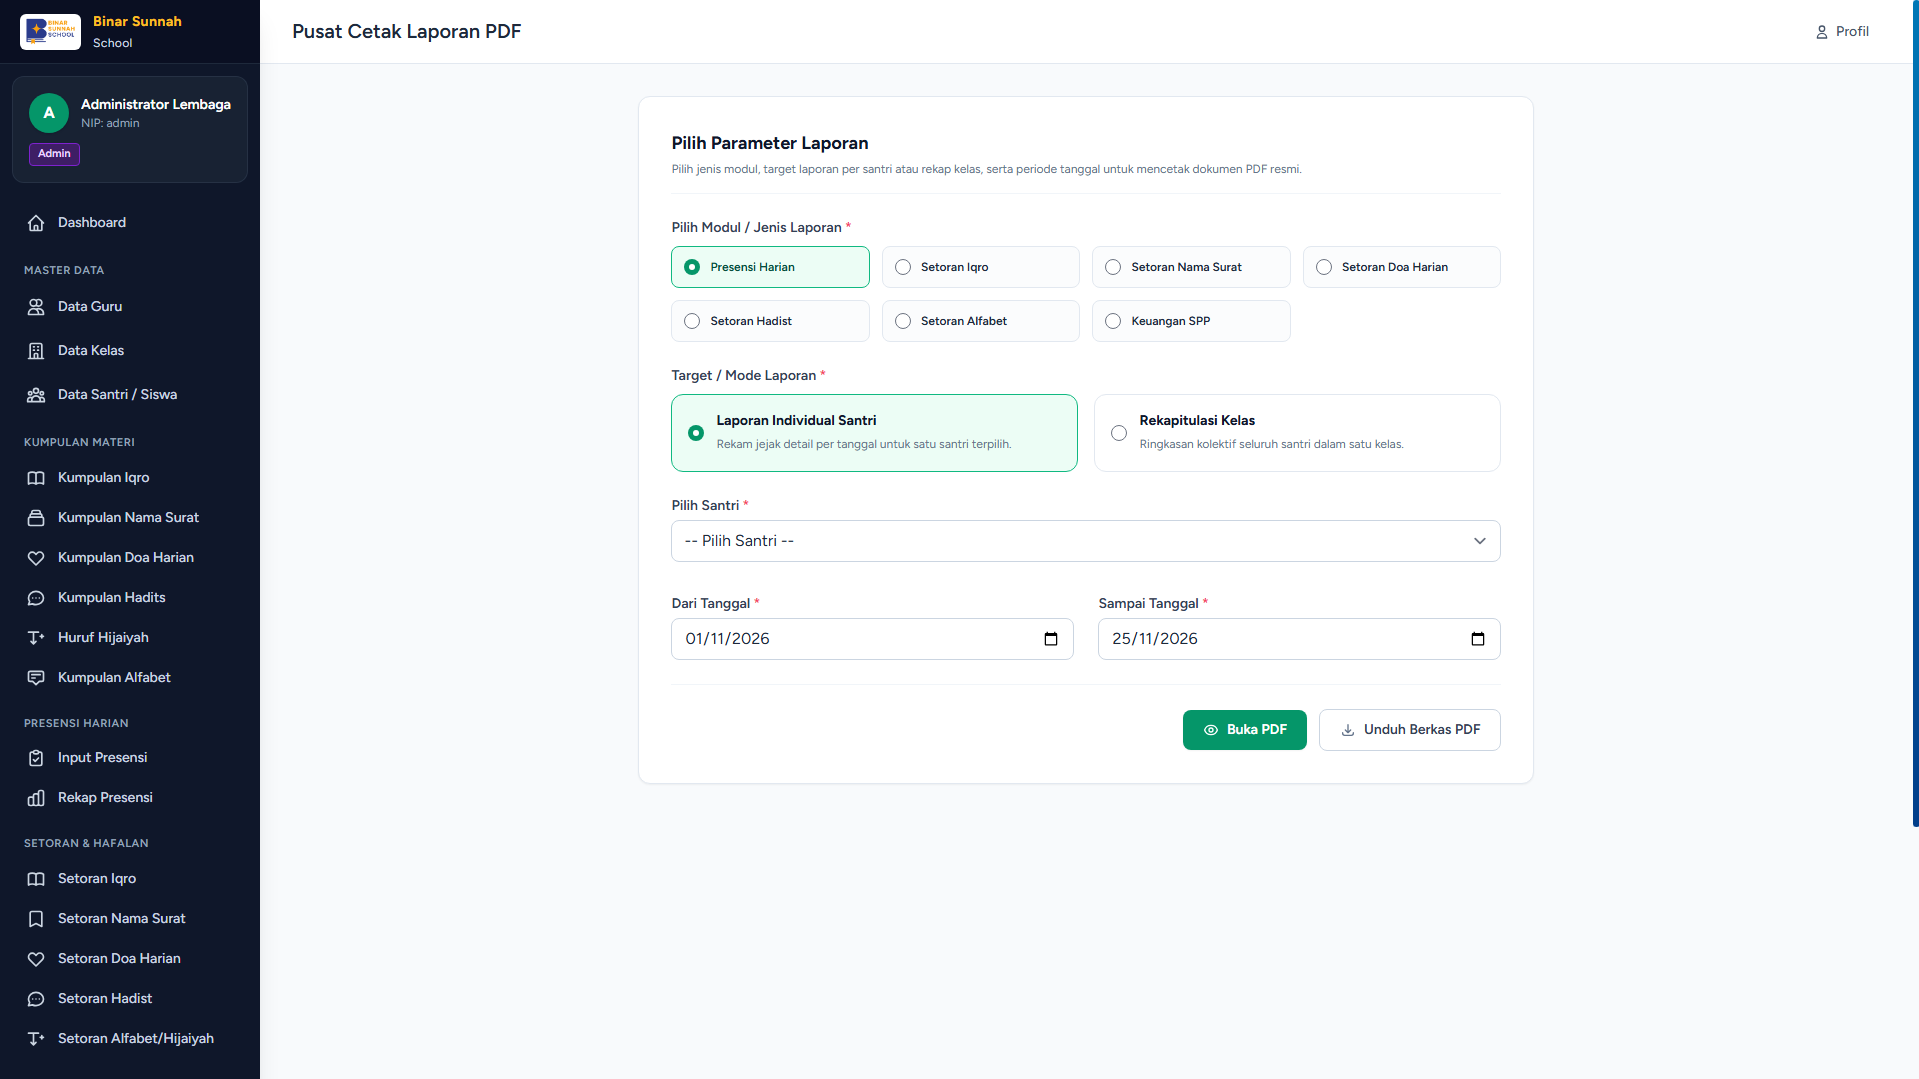 BINAR
SUNNAH
SCHOOL
Binar Sunnah
School
Pusat Cetak Laporan PDF
Profil
A
Administrator Lembaga
NIP: admin
Admin
Dashboard
MASTER DATA
Data Guru
Data Kelas
Data Santri / Siswa
KUMPULAN MATERI
Kumpulan Iqro
Kumpulan Nama Surat
Kumpulan Doa Harian
Kumpulan Hadits
Huruf Hijaiyah
Kumpulan Alfabet
PRESENSI HARIAN
Input Presensi
Rekap Presensi
SETORAN & HAFALAN
Setoran Iqro
Setoran Nama Surat
Setoran Doa Harian
Setoran Hadist
Setoran Alfabet/Hijaiyah
Pilih Parameter Laporan
Pilih jenis modul, target laporan per santri atau rekap kelas, serta periode tanggal untuk mencetak dokumen PDF resmi.
Pilih Modul / Jenis Laporan *
Presensi Harian
Setoran Iqro
Setoran Nama Surat
Setoran Doa Harian
Setoran Hadist
Setoran Alfabet
Keuangan SPP
Target / Mode Laporan *
Laporan Individual Santri
Rekam jejak detail per tanggal untuk satu santri terpilih.
Rekapitulasi Kelas
Ringkasan kolektif seluruh santri dalam satu kelas.
Pilih Santri *
-- Pilih Santri --
Dari Tanggal *
01/11/2026
Sampai Tanggal *
25/11/2026
Buka PDF
Unduh Berkas PDF